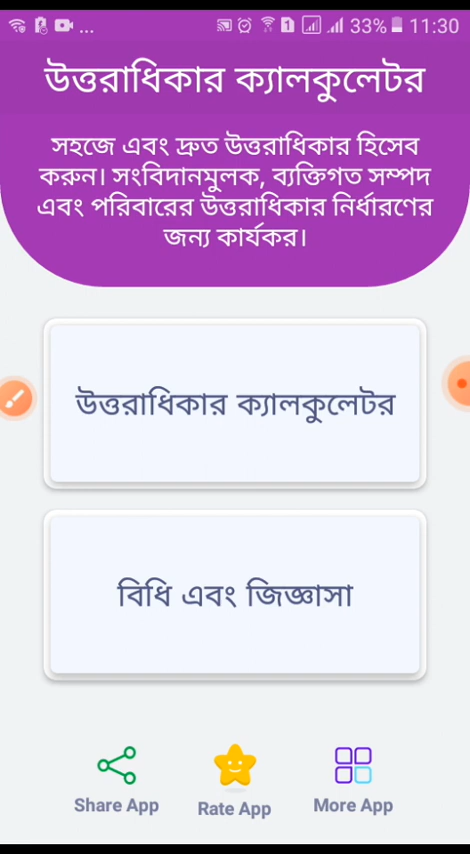 ... 1 33% 11:30
উত্তরাধিকার ক্যালকুলেটর
সহজে এবং দ্রুত উত্তরাধিকার হিসেব
করুন। সংবিদানমুলক, ব্যক্তিগত সম্পদ
এবং পরিবারের উত্তরাধিকার নির্ধারণের
জন্য কার্যকর।
উত্তরাধিকার ক্যালকুলেটর
বিধি এবং জিজ্ঞাসা
Share App Rate App More App